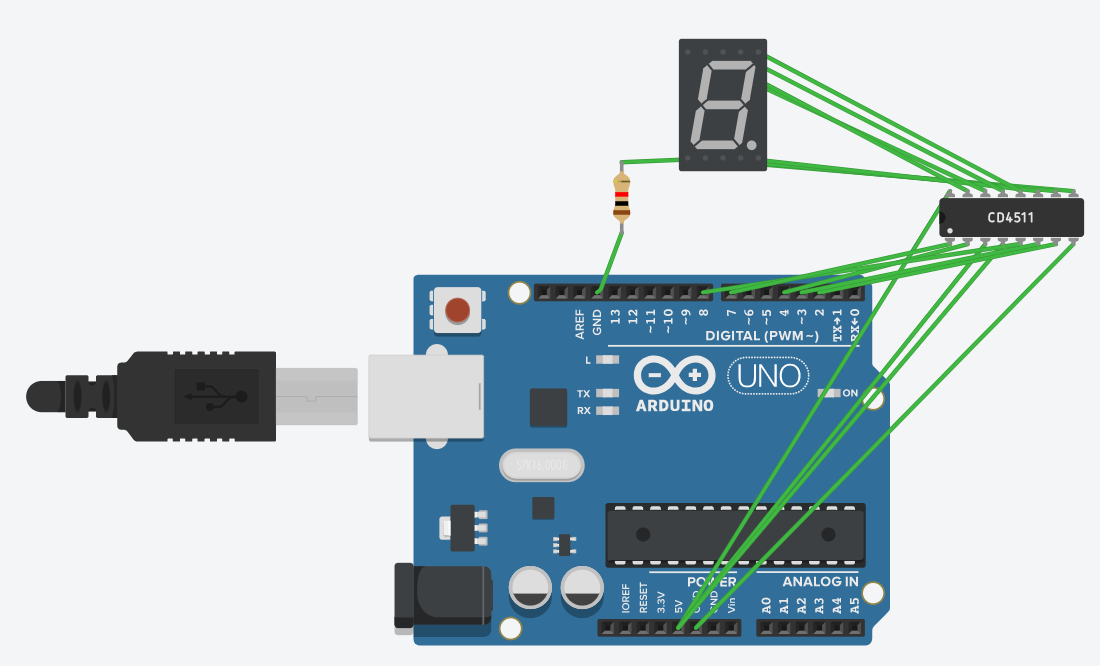 CD4511
AREF
GND
13
12
~11
~10
~9
8
7
~6
~5
4
~3
2
TX→1
RX←0
DIGITAL (PWM~)
L
TX
RX
ARDUINO
UNO
ON
POWER
ANALOG IN
IOREF
RESET
3.3V
5V
GND
Vin
A0
A1
A2
A3
A4
A5